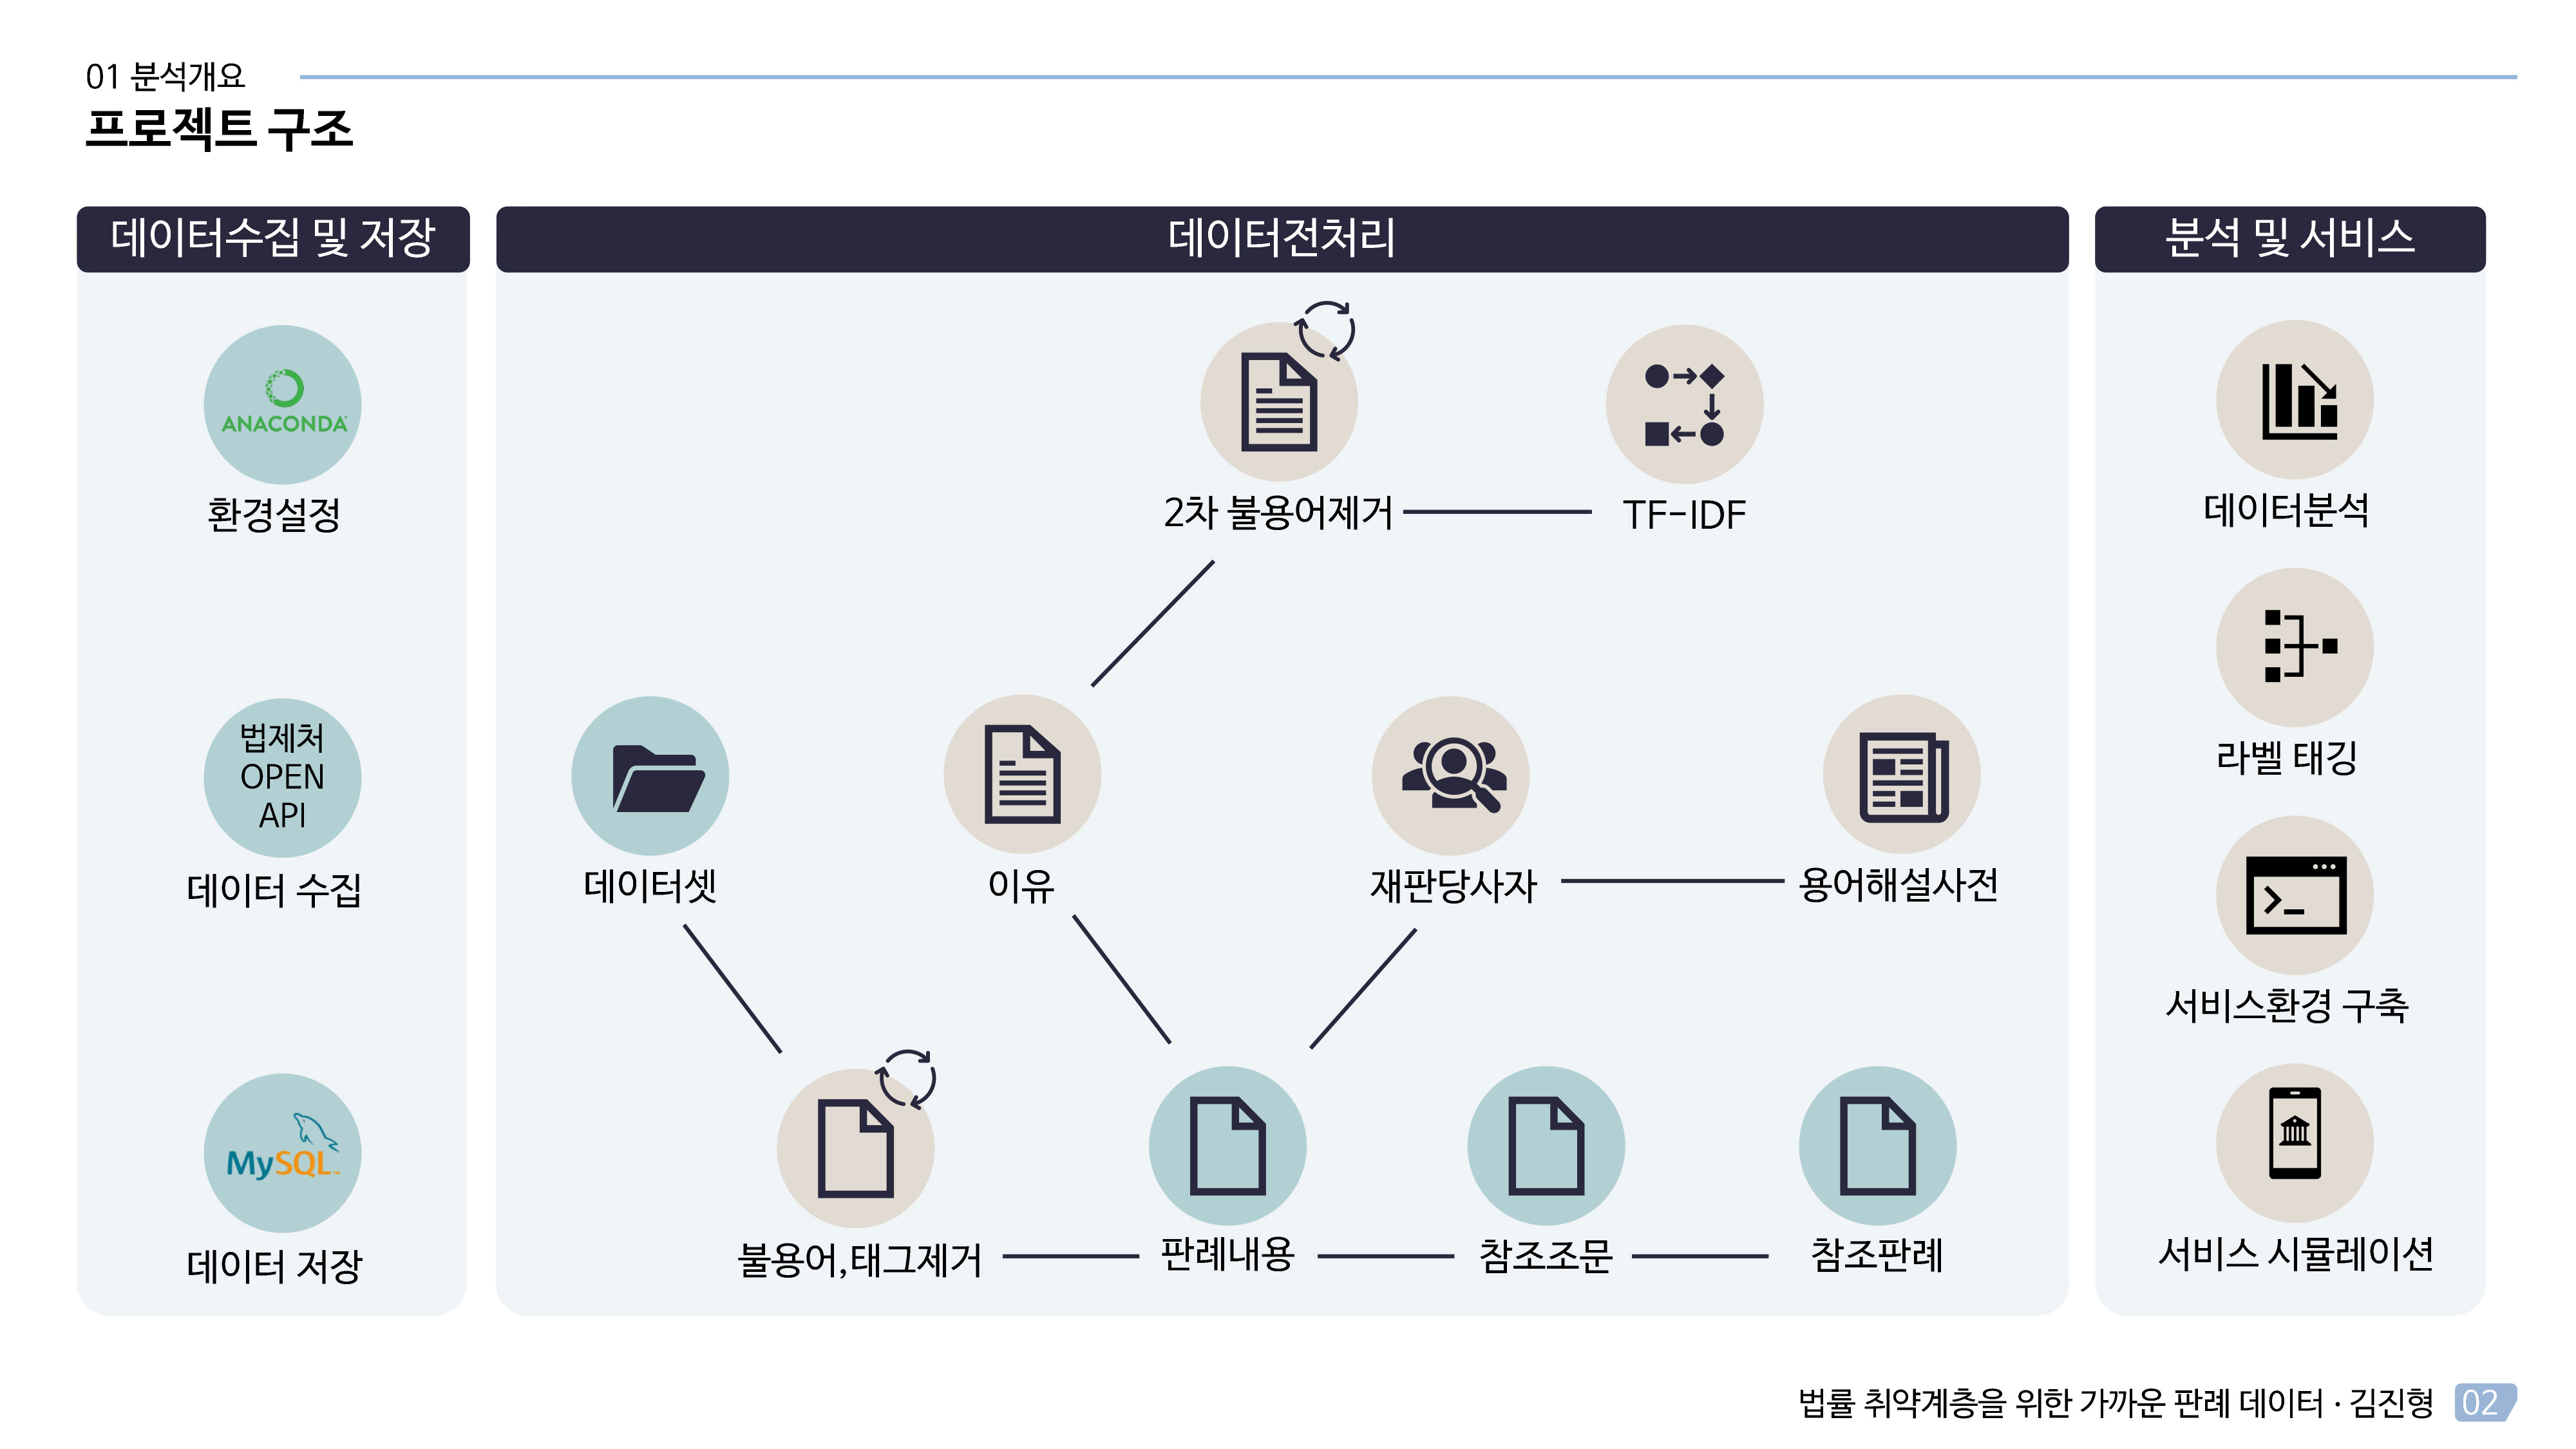 01 분석개요
프로젝트 구조
데이터수집 및 저장
ANACONDA
환경설정
법제처
OPEN
API
데이터 수집
MySQL
데이터 저장
데이터전처리
2차 불용어제거
TF-IDF
데이터셋
이유
재판당사자
용어해설사전
불용어,태그제거
판례내용
참조조문
참조판례
분석 및 서비스
데이터분석
라벨 태깅
서비스환경 구축
서비스 시뮬레이션
법률 취약계층을 위한 가까운 판례 데이터 · 김진형
02